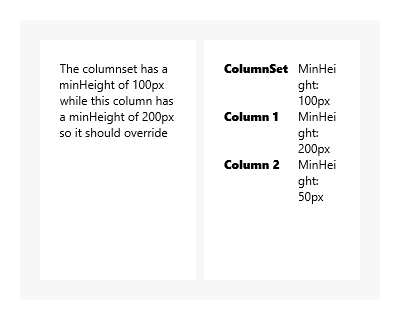 The columnset has a
minHeight of 100px
while this column has
a minHeight of 200px
so it should override
ColumnSet MinHei
ght:
100px
Column 1 MinHei
ght:
200px
Column 2 MinHei
ght:
50px